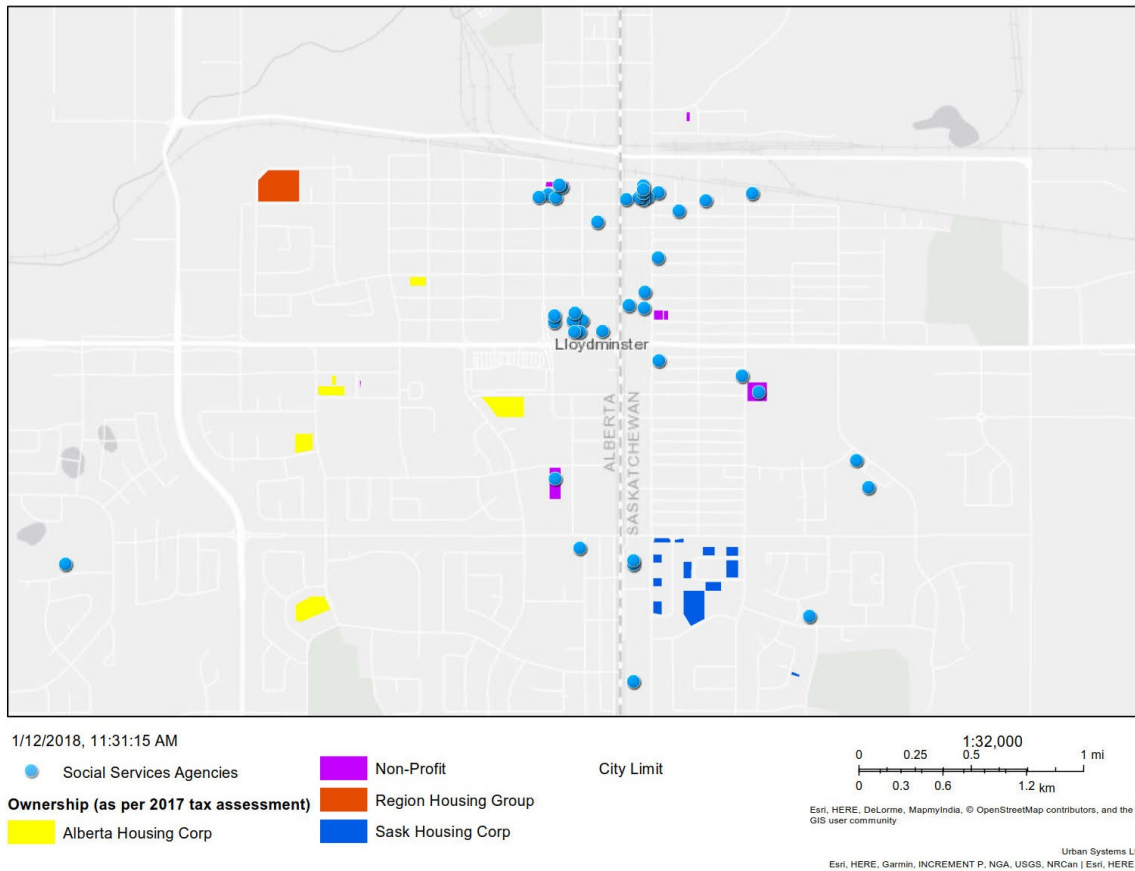 Lloydminster
ALBERTA
SASKATCHEWAN
1/12/2018, 11:31:15 AM
Social Services Agencies
Ownership (as per 2017 tax assessment)
Alberta Housing Corp
Non-Profit
Region Housing Group
Sask Housing Corp
City Limit
1:32,000
0 0.25 0.5 1 mi
0 0.3 0.6 1.2 km
Esri, HERE, DeLorme, MapmyIndia, © OpenStreetMap contributors, and the
GIS user community
Urban Systems Lt
Esri, HERE, Garmin, INCREMENT P, NGA, USGS, NRCan | Esri, HERE